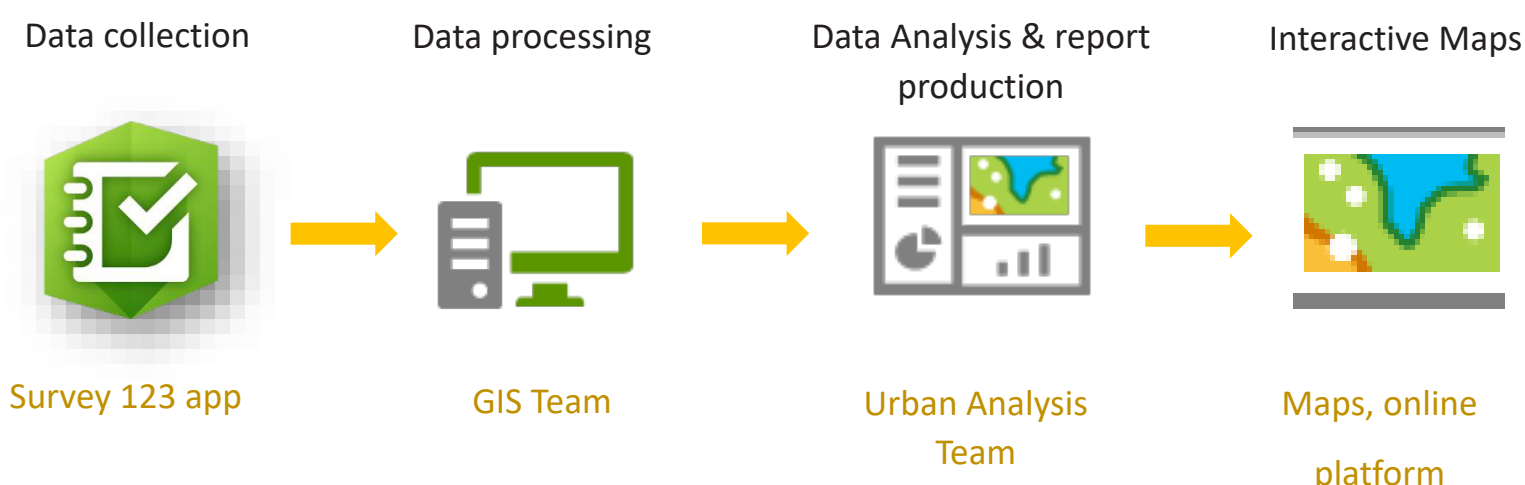 Data collection
Data processing
Data Analysis & report
production
Interactive Maps
Survey 123 app
GIS Team
Urban Analysis
Team
Maps, online
platform